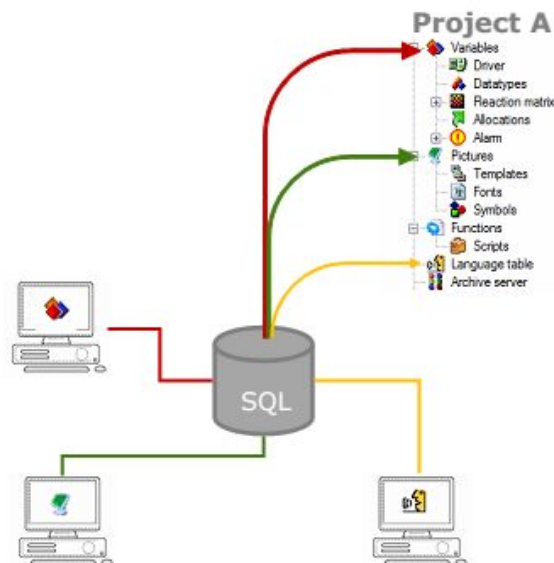 Project A
Variables
Driver
Datatypes
Reaction matrix
Allocations
Alarm
Pictures
Templates
Fonts
Symbols
Functions
Scripts
Language table
Archive server
SQL